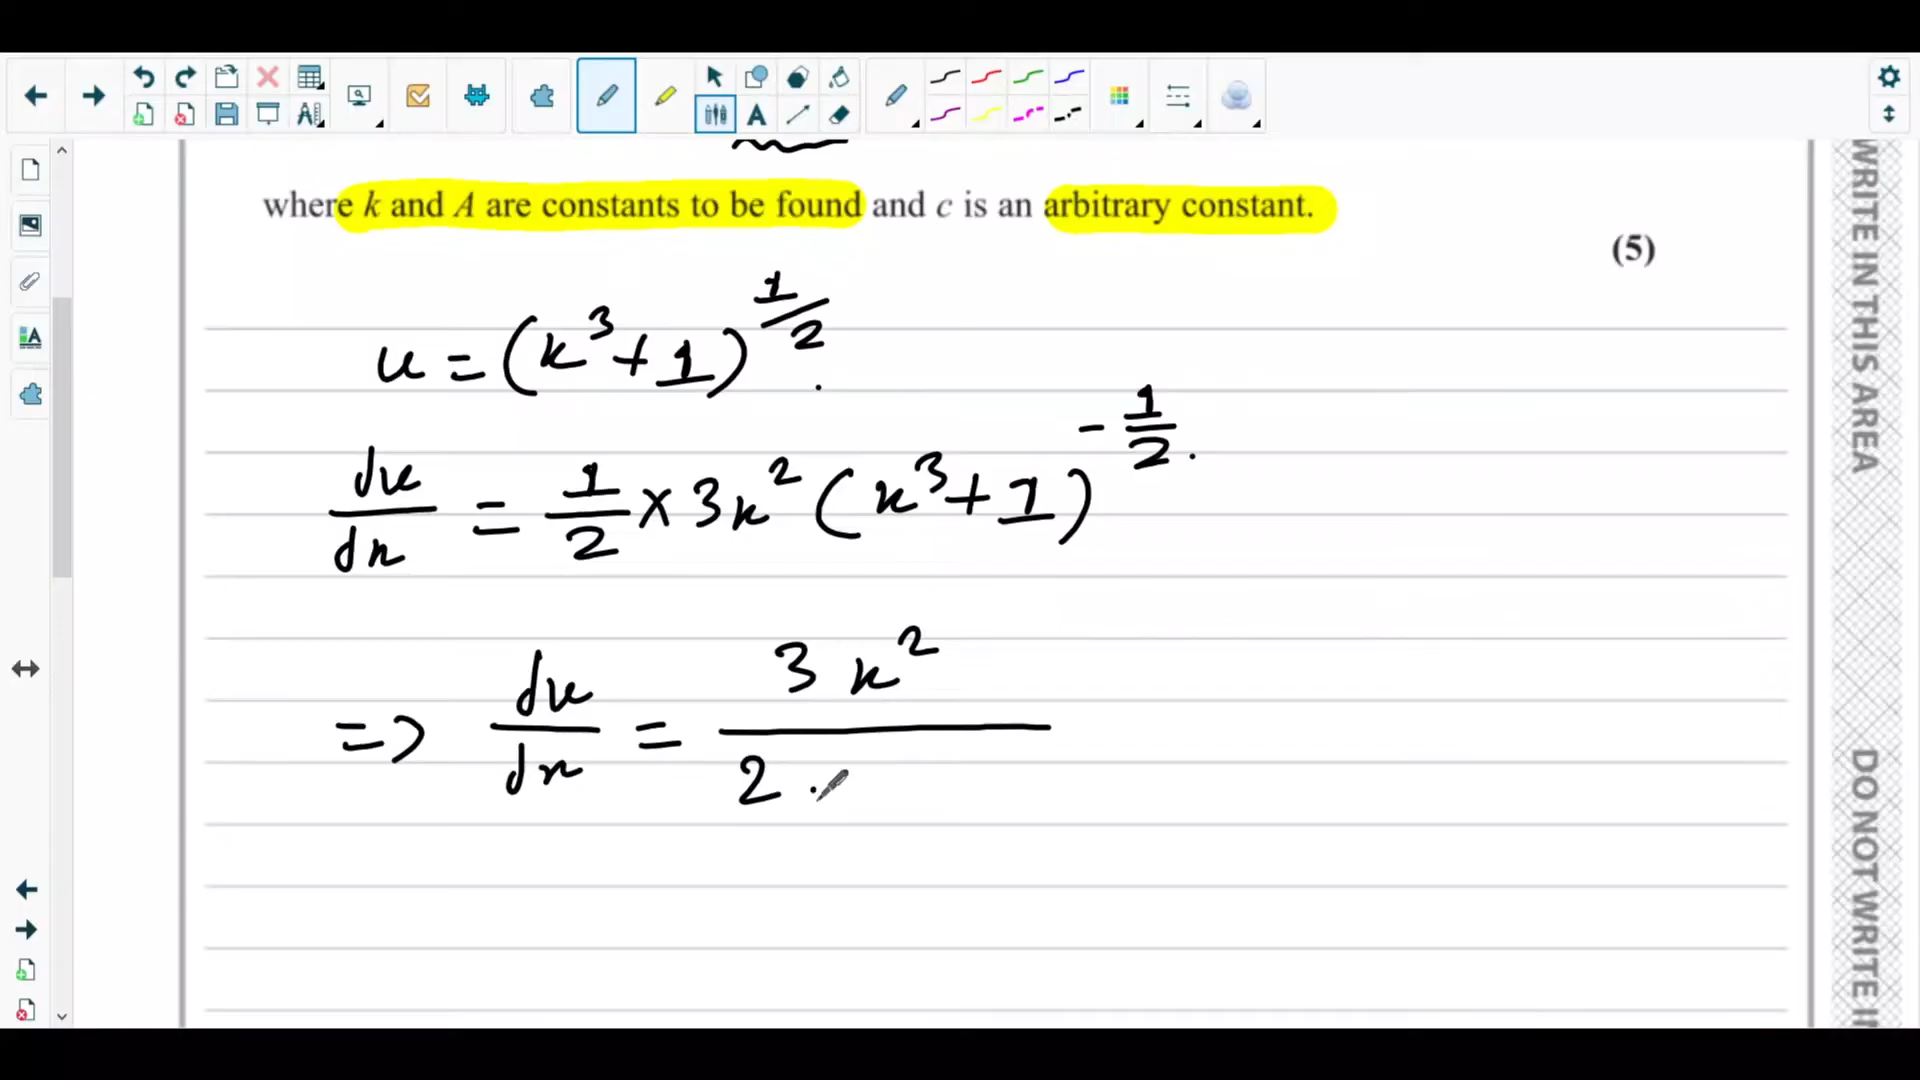 where k and A are constants to be found and c is an arbitrary constant.
(5)
u = (x³ + 1)^{1/2}.
du/dx = 1/2 × 3x² (x³ + 1)^{-1/2}.
=> du/dx = 3x² / 2 .
WRITE IN THIS AREA
DO NOT WRITE I